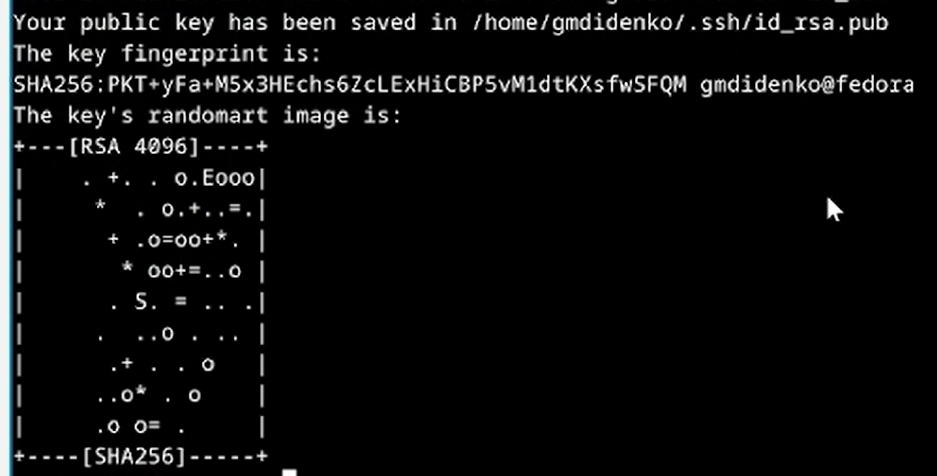 Your public key has been saved in /home/gmdidenko/.ssh/id_rsa.pub
The key fingerprint is:
SHA256:PKT+yFa+M5x3HEchs6ZcLExHiCBP5vM1dtKXsfwSFQM gmdidenko@fedora
The key's randomart image is:
+---[RSA 4096]----+
|    . +. . o.Eooo|
|     *  . o.+..=.|
|      + .o=oo+*. |
|       * oo+=..o |
|      . S. = .. .|
|     .  ..o . .. |
|      .+ . . o   |
|     ..o* . o    |
|     .o o= .     |
+----[SHA256]-----+